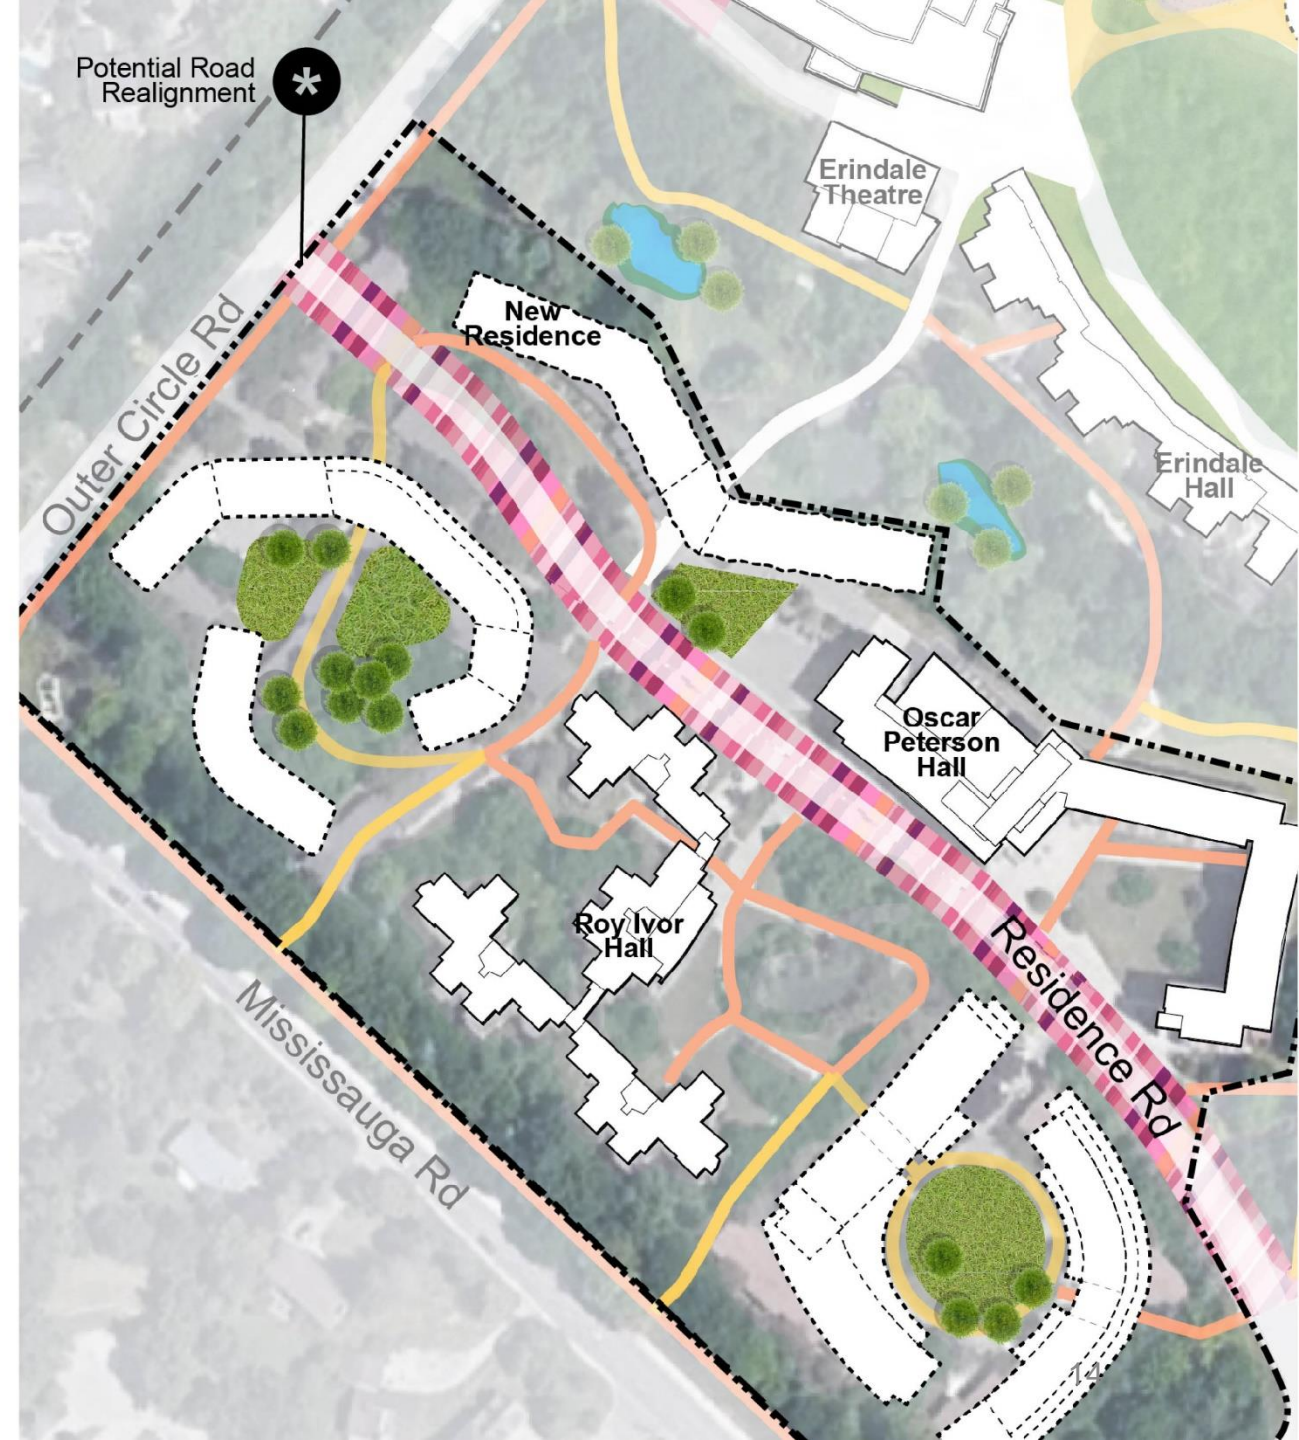 Potential Road
Realignment
*
Erindale
Theatre
New
Residence
Outer Circle Rd
Erindale
Hall
Oscar
Peterson
Hall
Roy Ivor
Hall
Residence Rd
Mississauga Rd
14